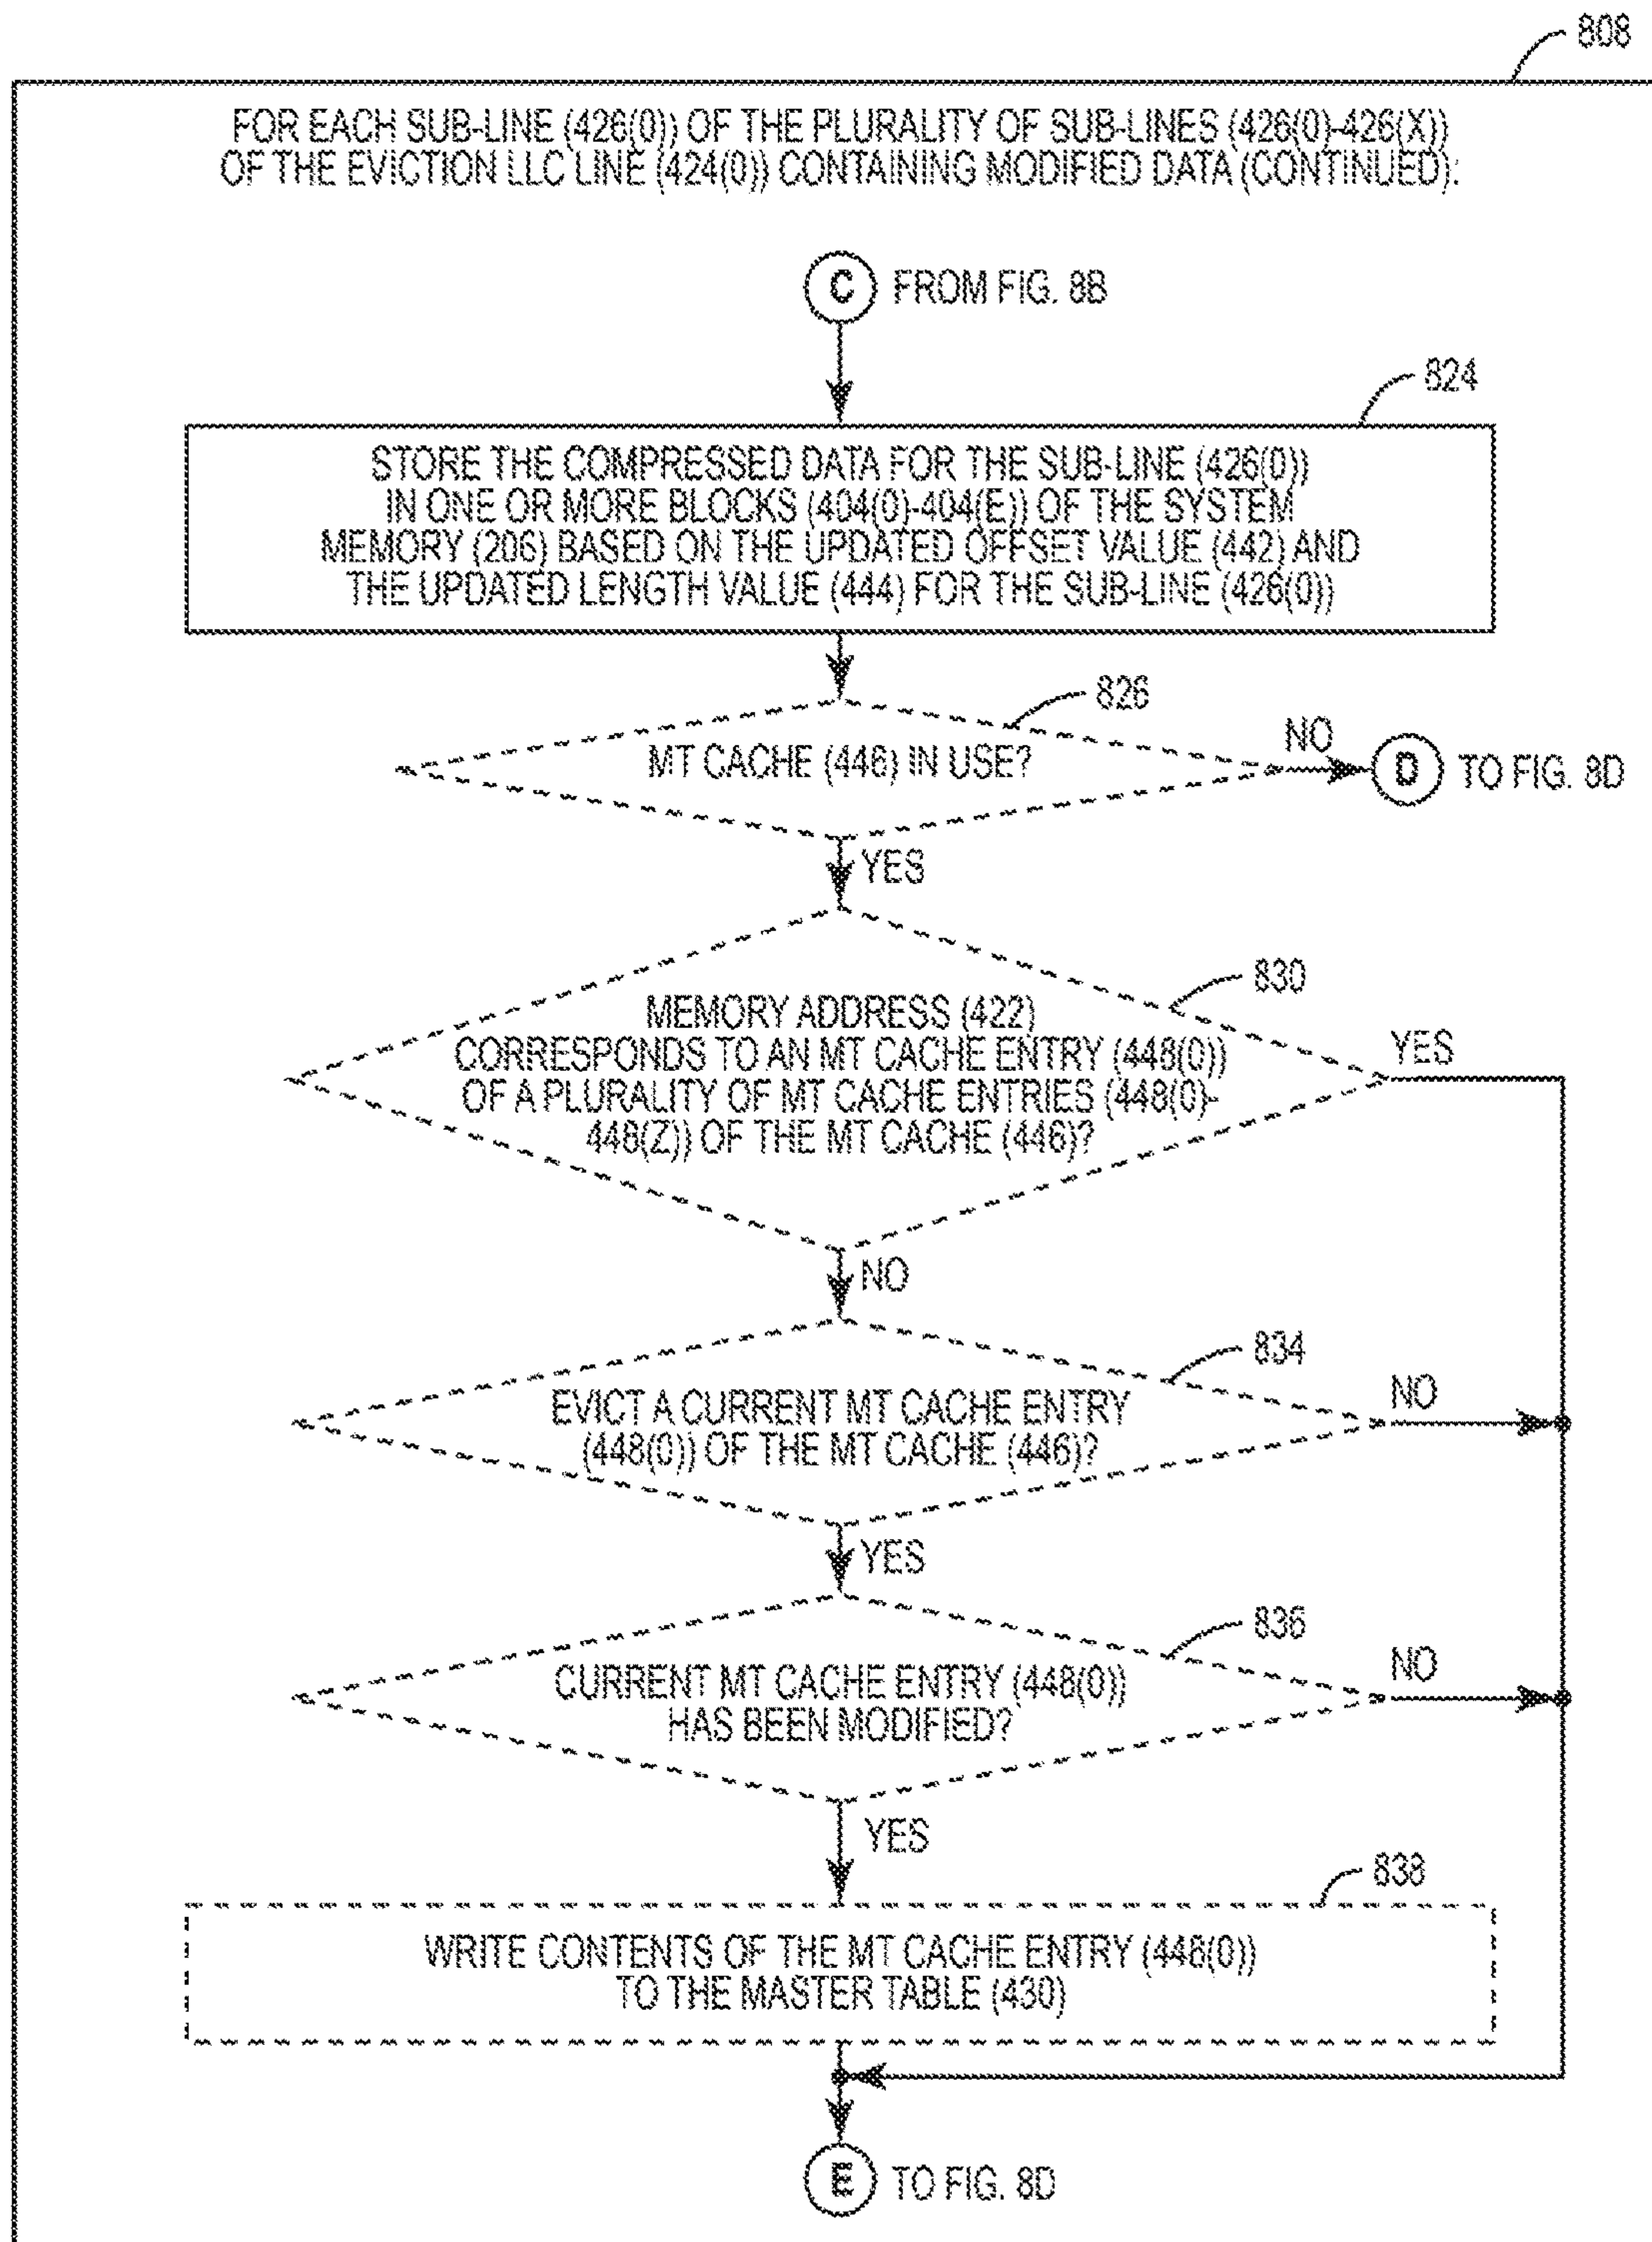 808
FOR EACH SUB-LINE (426(0)) OF THE PLURALITY OF SUB-LINES (426(0)-426(X))
OF THE EVICTION LLC LINE (424(0)) CONTAINING MODIFIED DATA (CONTINUED):
C FROM FIG. 8B
824
STORE THE COMPRESSED DATA FOR THE SUB-LINE (426(0))
IN ONE OR MORE BLOCKS (404(0)-404(E)) OF THE SYSTEM
MEMORY (206) BASED ON THE UPDATED OFFSET VALUE (442) AND
THE UPDATED LENGTH VALUE (444) FOR THE SUB-LINE (426(0))
826
MT CACHE (446) IN USE?
NO
D TO FIG. 8D
YES
830
MEMORY ADDRESS (422)
CORRESPONDS TO AN MT CACHE ENTRY (448(0))
OF A PLURALITY OF MT CACHE ENTRIES (448(0)-
448(Z)) OF THE MT CACHE (446)?
YES
NO
834
EVICT A CURRENT MT CACHE ENTRY
(448(0)) OF THE MT CACHE (446)?
NO
YES
836
CURRENT MT CACHE ENTRY (448(0))
HAS BEEN MODIFIED?
NO
YES
838
WRITE CONTENTS OF THE MT CACHE ENTRY (448(0))
TO THE MASTER TABLE (430)
E TO FIG. 8D